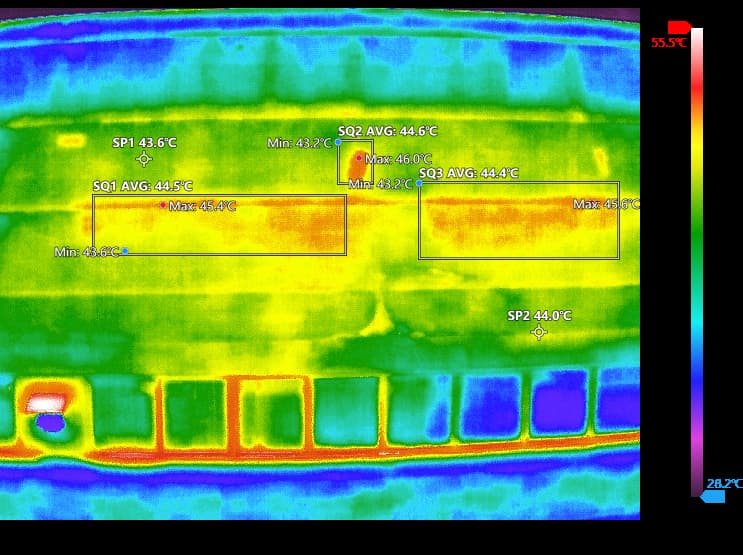 55.5℃
SQ2 AVG: 44.6℃
SP1 43.6℃
Min: 43.2℃
Max: 46.0℃
SQ3 AVG: 44.4℃
Min: 43.2℃
SQ1 AVG: 44.5℃
Max: 45.4℃
Max: 45.6℃
Min: 43.6℃
SP2 44.0℃